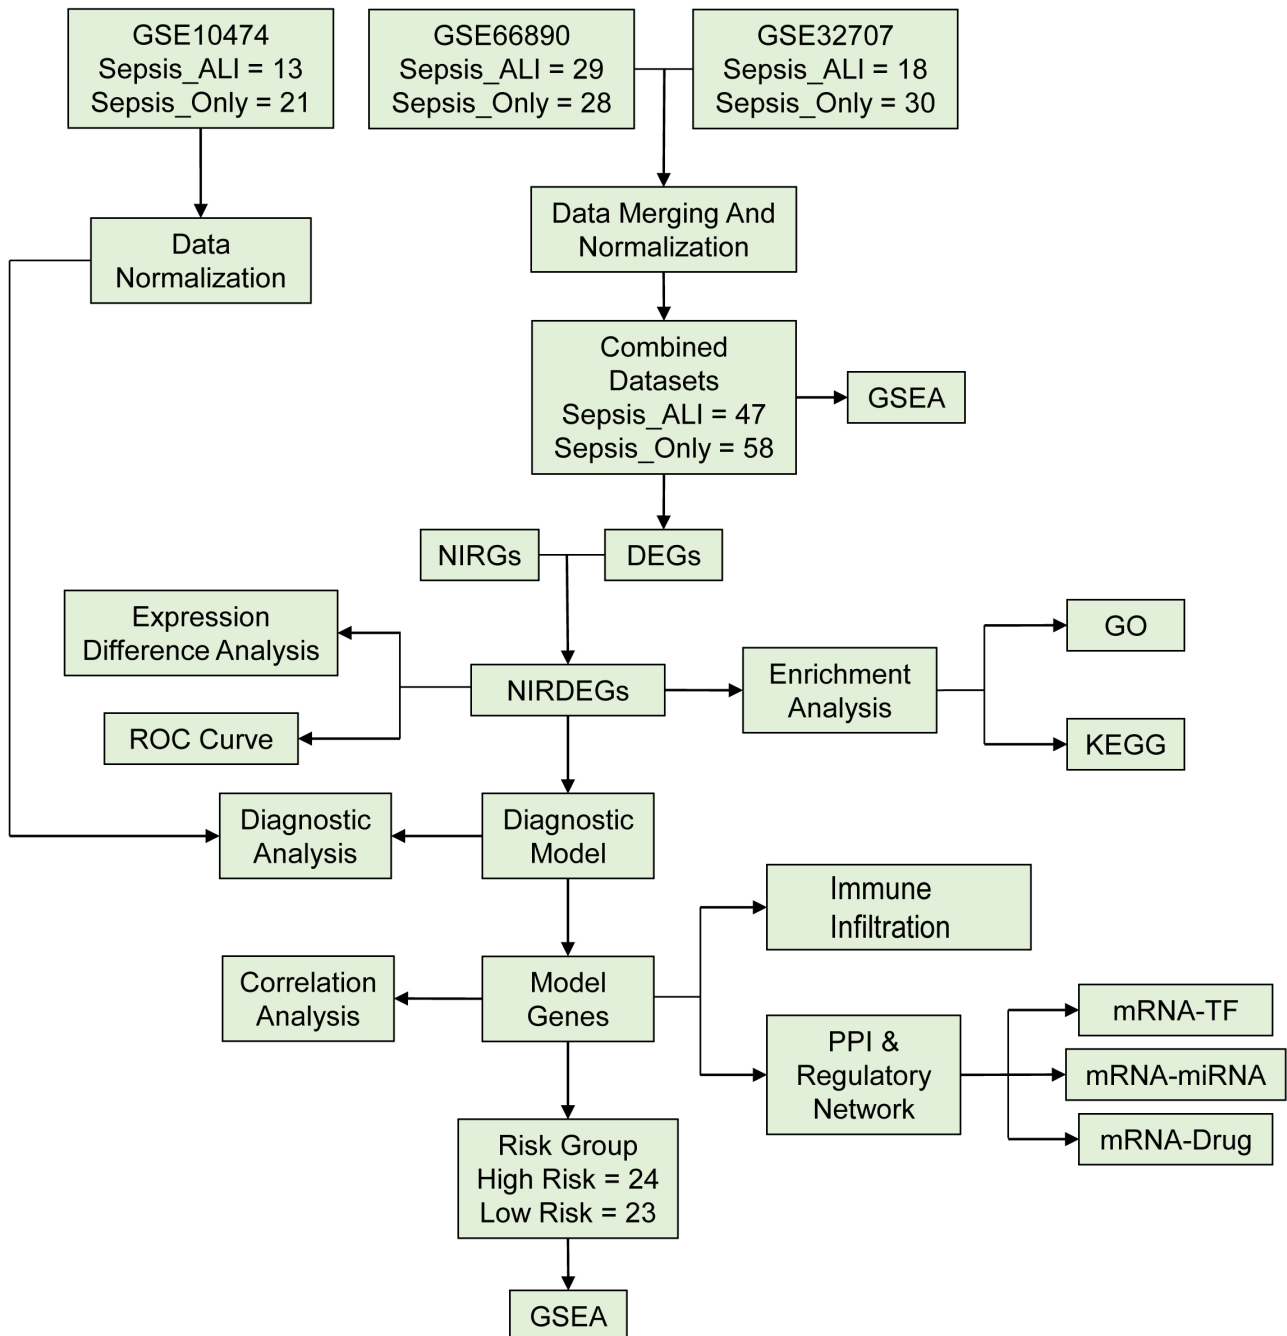 GSE10474
Sepsis_ALI = 13
Sepsis_Only = 21
GSE66890
Sepsis_ALI = 29
Sepsis_Only = 28
GSE32707
Sepsis_ALI = 18
Sepsis_Only = 30
Data
Normalization
Data Merging And
Normalization
Combined
Datasets
Sepsis_ALI = 47
Sepsis_Only = 58
GSEA
NIRGs
DEGs
Expression
Difference Analysis
ROC Curve
NIRDEGs
Enrichment
Analysis
GO
KEGG
Diagnostic
Analysis
Diagnostic
Model
Immune
Infiltration
Correlation
Analysis
Model
Genes
PPI &
Regulatory
Network
mRNA-TF
mRNA-miRNA
mRNA-Drug
Risk Group
High Risk = 24
Low Risk = 23
GSEA